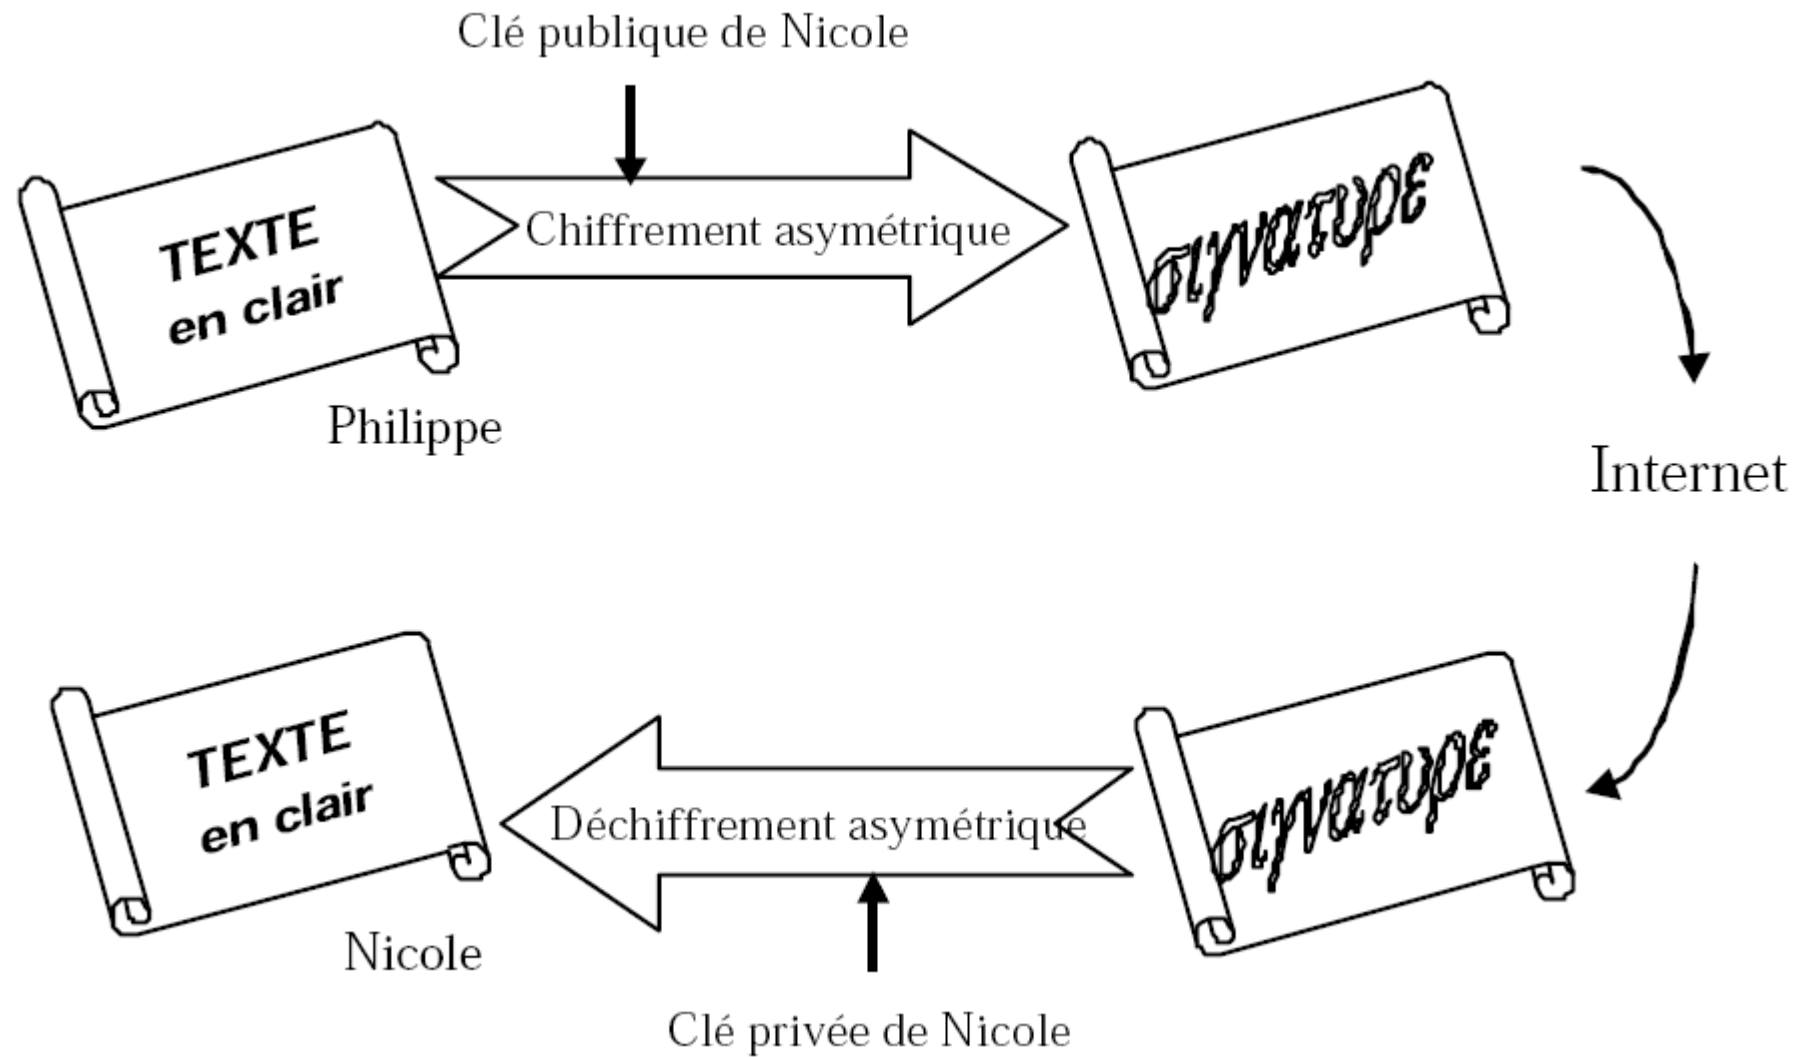 Clé publique de Nicole
TEXTE
en clair
Chiffrement asymétrique
σιγνατυρε
Philippe
Internet
TEXTE
en clair
Déchiffrement asymétrique
σιγνατυρε
Nicole
Clé privée de Nicole